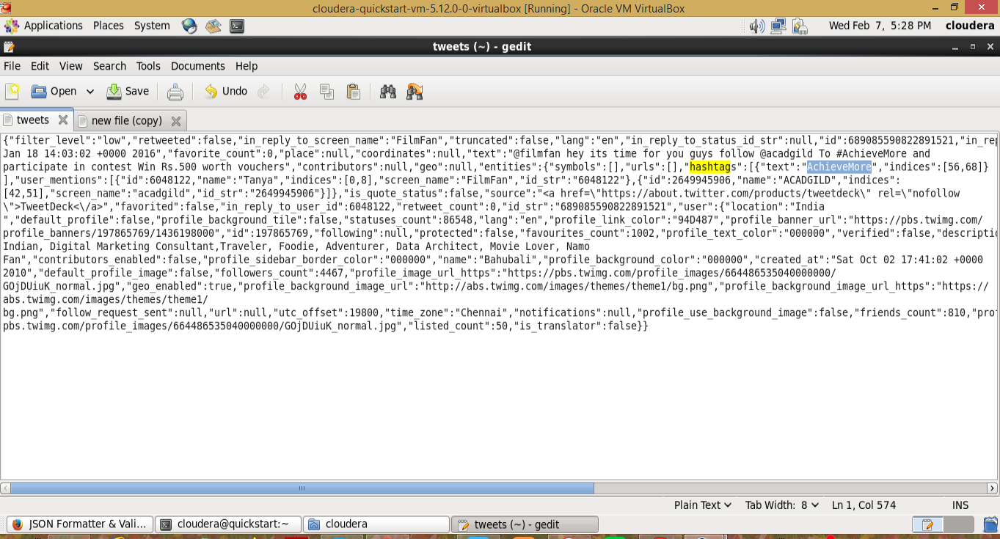 cloudera-quickstart-vm-5.12.0-0-virtualbox [Running] - Oracle VM VirtualBox
Applications Places System Wed Feb 7, 5:28 PM cloudera
tweets (~) - gedit
File Edit View Search Tools Documents Help
Open Save Undo
tweets new file (copy)
{"filter_level":"low","retweeted":false,"in_reply_to_screen_name":"FilmFan","truncated":false,"lang":"en","in_reply_to_status_id_str":null,"id":689085590822891521,"in_rep
Jan 18 14:03:02 +0000 2016","favorite_count":0,"place":null,"coordinates":null,"text":"@filmfan hey its time for you guys follow @acadgild To #AchieveMore and
participate in contest Win Rs.500 worth vouchers","contributors":null,"geo":null,"entities":{"symbols":[],"urls":[],"hashtags":[{"text":"AchieveMore","indices":[56,68]}
],"user_mentions":[{"id":6048122,"name":"Tanya","indices":[0,8],"screen_name":"FilmFan","id_str":"6048122"},{"id":2649945906,"name":"ACADGILD","indices":
[42,51],"screen_name":"acadgild","id_str":"2649945906"}]},"is_quote_status":false,"source":"<a href=\"https://about.twitter.com/products/tweetdeck\" rel=\"nofollow
\">TweetDeck<\/a>","favorited":false,"in_reply_to_user_id":6048122,"retweet_count":0,"id_str":"689085590822891521","user":{"location":"India
","default_profile":false,"profile_background_tile":false,"statuses_count":86548,"lang":"en","profile_link_color":"94D487","profile_banner_url":"https://pbs.twimg.com/
profile_banners/197865769/1436198000","id":197865769,"following":null,"protected":false,"favourites_count":1002,"profile_text_color":"000000","verified":false,"descriptio
Indian, Digital Marketing Consultant,Traveler, Foodie, Adventurer, Data Architect, Movie Lover, Namo
Fan","contributors_enabled":false,"profile_sidebar_border_color":"000000","name":"Bahubali","profile_background_color":"000000","created_at":"Sat Oct 02 17:41:02 +0000
2010","default_profile_image":false,"followers_count":4467,"profile_image_url_https":"https://pbs.twimg.com/profile_images/664486535040000000/
GOjDUiuK_normal.jpg","geo_enabled":true,"profile_background_image_url":"http://abs.twimg.com/images/themes/theme1/bg.png","profile_background_image_url_https":"https://
abs.twimg.com/images/themes/theme1/
bg.png","follow_request_sent":null,"url":null,"utc_offset":19800,"time_zone":"Chennai","notifications":null,"profile_use_background_image":false,"friends_count":810,"prof
pbs.twimg.com/profile_images/664486535040000000/GOjDUiuK_normal.jpg","listed_count":50,"is_translator":false}}
Plain Text Tab Width: 8 Ln 1, Col 574 INS
JSON Formatter & Vali... cloudera@quickstart:~ cloudera tweets (~) - gedit